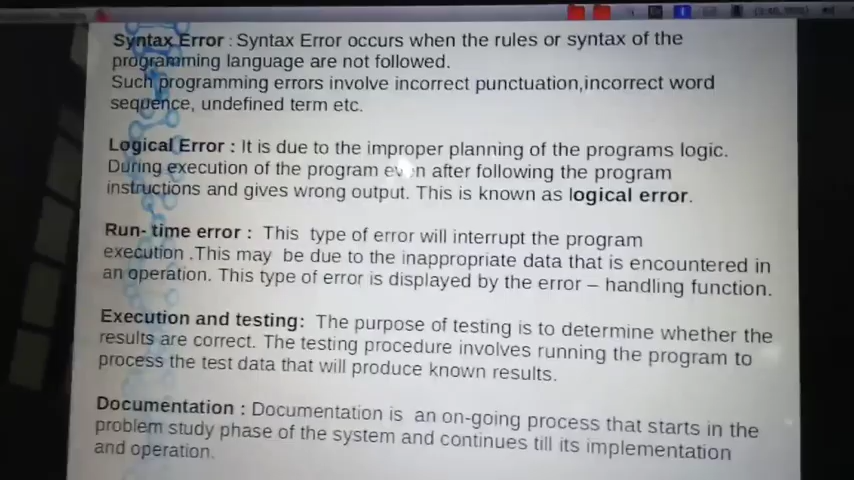 Syntax Error : Syntax Error occurs when the rules or syntax of the
programming language are not followed.
Such programming errors involve incorrect punctuation,incorrect word
sequence, undefined term etc.
Logical Error : It is due to the improper planning of the programs logic.
During execution of the program even after following the program
instructions and gives wrong output. This is known as logical error.
Run- time error : This type of error will interrupt the program
execution .This may be due to the inappropriate data that is encountered in
an operation. This type of error is displayed by the error – handling function.
Execution and testing: The purpose of testing is to determine whether the
results are correct. The testing procedure involves running the program to
process the test data that will produce known results.
Documentation : Documentation is an on-going process that starts in the
problem study phase of the system and continues till its implementation
and operation.